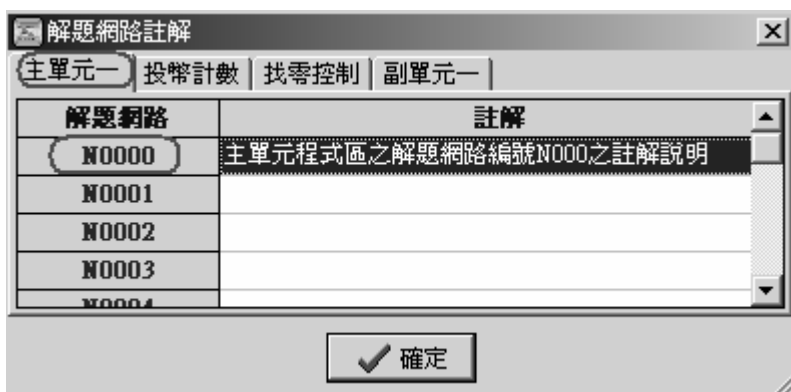 解題網路註解
主單元一 投幣計數 找零控制 副單元一
解題網路 註解
N0000 主單元程式區之解題網路編號N000之註解說明
N0001
N0002
N0003
N0004
確定